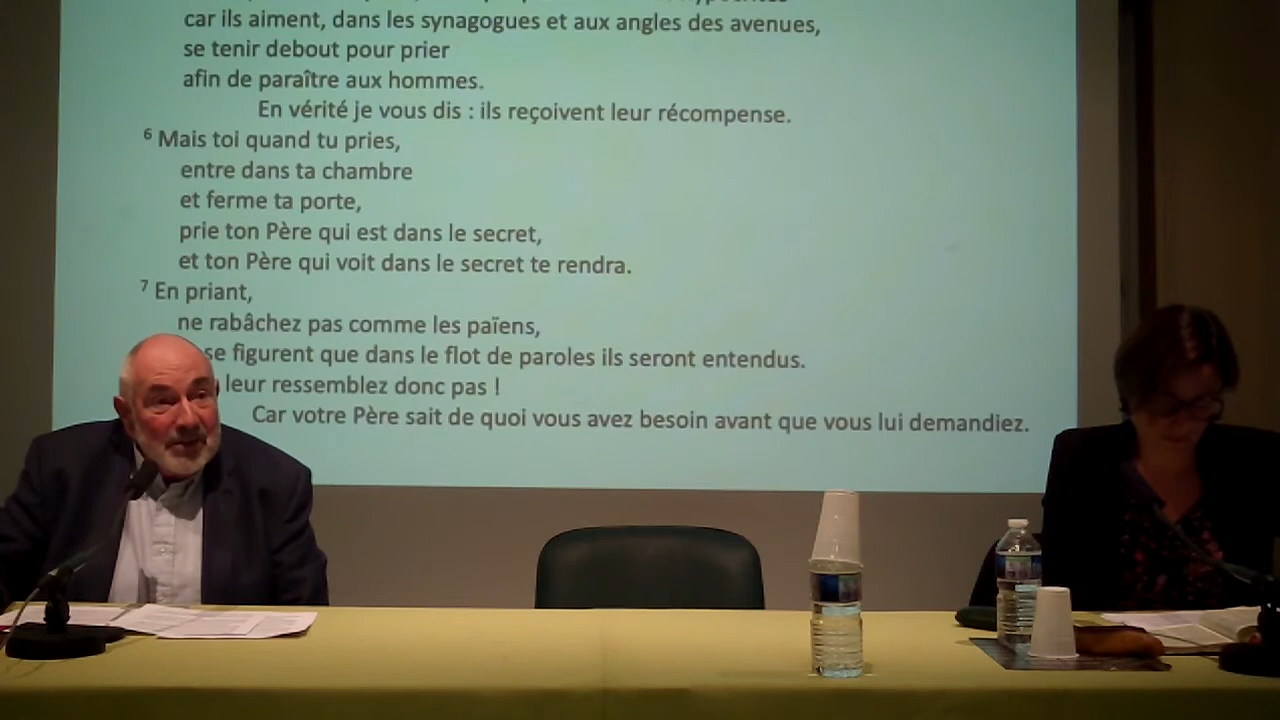 car ils aiment, dans les synagogues et aux angles des avenues,
se tenir debout pour prier
afin de paraître aux hommes.
En vérité je vous dis : ils reçoivent leur récompense.
⁶ Mais toi quand tu pries,
entre dans ta chambre
et ferme ta porte,
prie ton Père qui est dans le secret,
et ton Père qui voit dans le secret te rendra.
⁷ En priant,
ne rabâchez pas comme les païens,
se figurent que dans le flot de paroles ils seront entendus.
leur ressemblez donc pas !
Car votre Père sait de quoi vous avez besoin avant que vous lui demandiez.